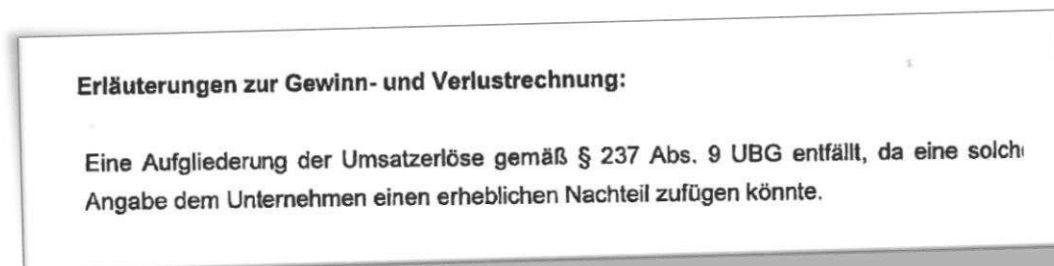 Erläuterungen zur Gewinn- und Verlustrechnung:
Eine Aufgliederung der Umsatzerlöse gemäß § 237 Abs. 9 UBG entfällt, da eine solche
Angabe dem Unternehmen einen erheblichen Nachteil zufügen könnte.